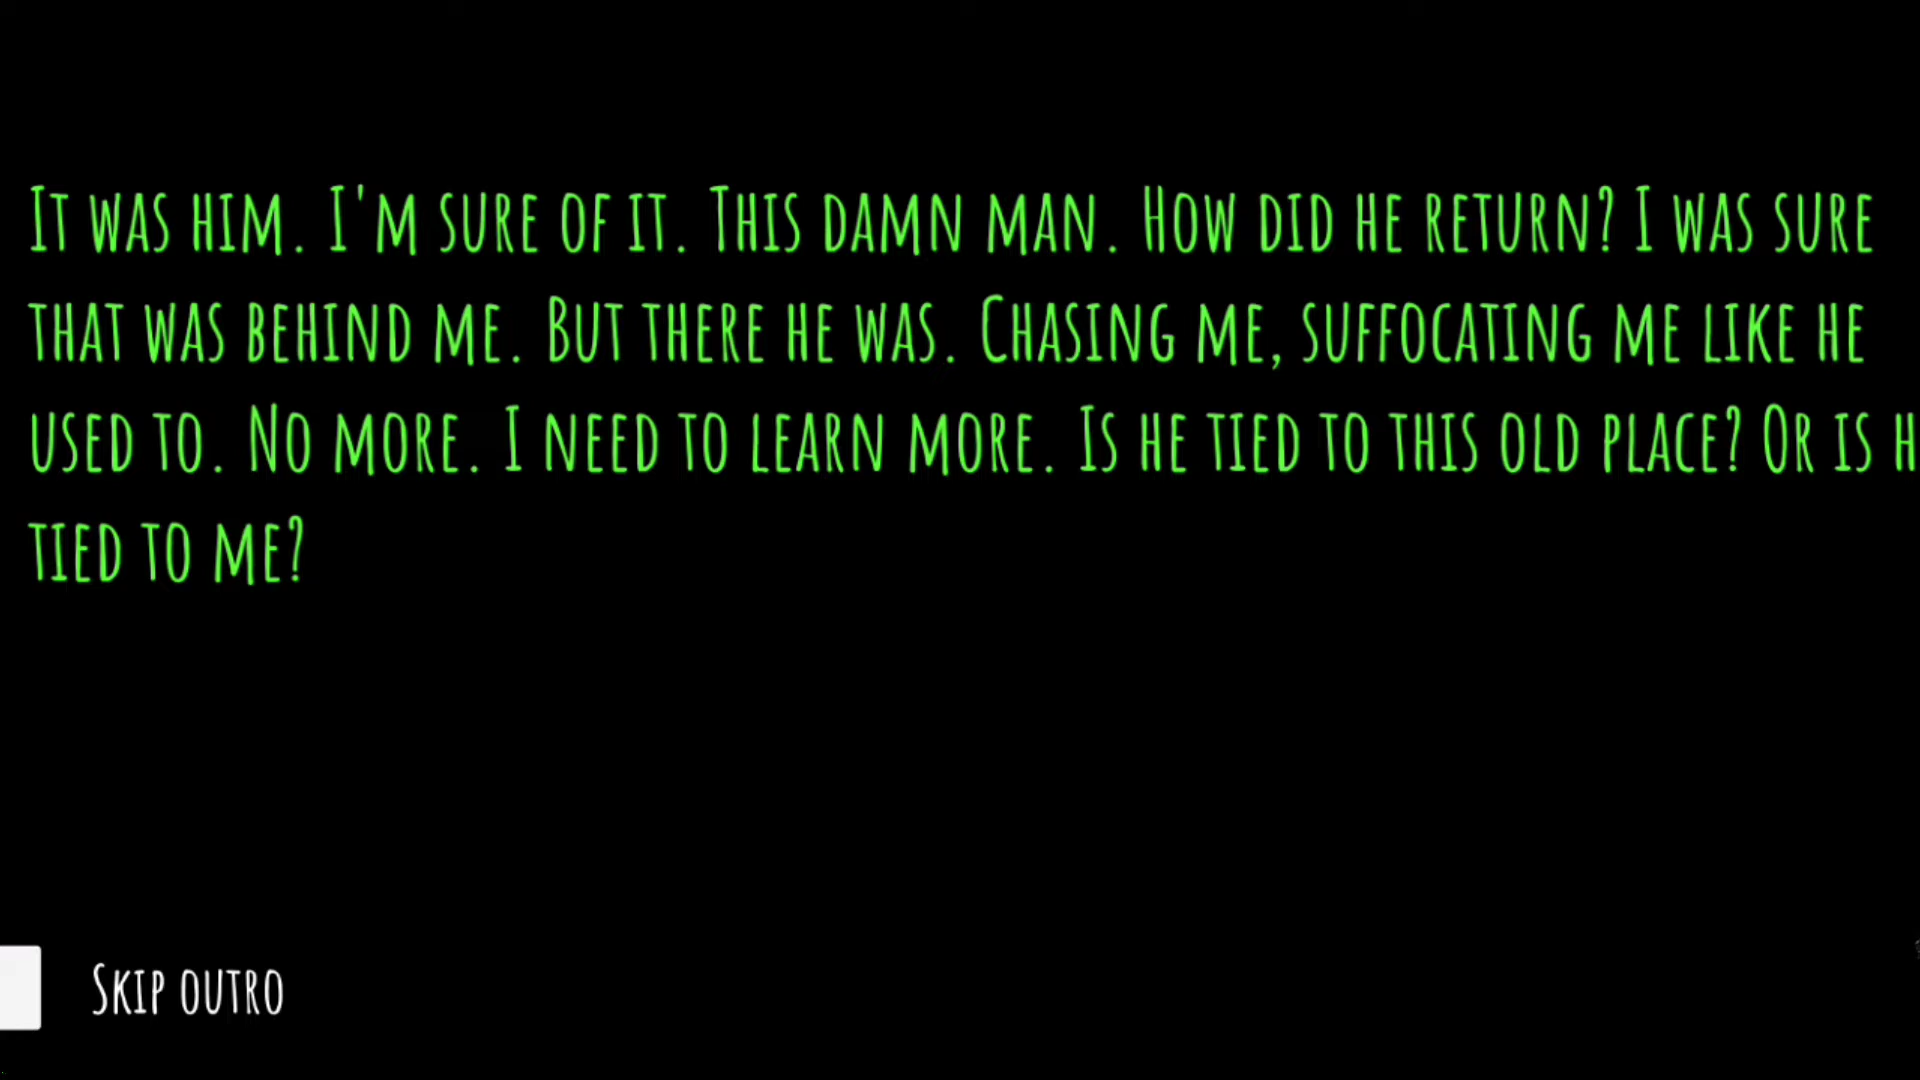 It was him. I'm sure of it. This damn man. How did he return? I was sure
that was behind me. But there he was. Chasing me, suffocating me like he
used to. No more. I need to learn more. Is he tied to this old place? Or is h
tied to me?
Skip outro